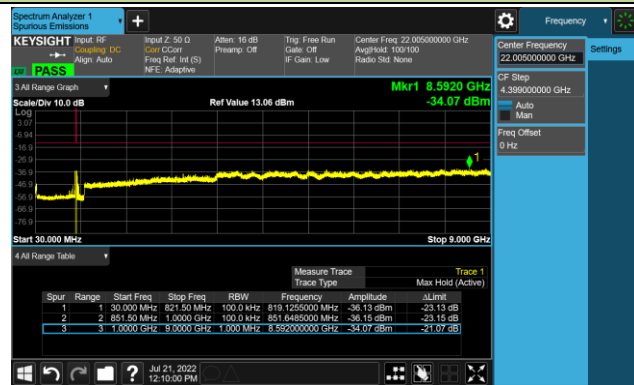 Spectrum Analyzer 1
Spurious Emissions
Frequency
KEYSIGHT Input: RF Input Z: 50 Ω Atten: 16 dB Trig: Free Run Center Freq: 22.005000000 GHz
Coupling: DC Corr CCorr Preamp: Off Gate: Off Avg|Hold: 100/100
Align: Auto Freq Ref: Int (S) IF Gain: Low Radio Std: None
NFE: Adaptive
PASS
Center Frequency
22.005000000 GHz
Settings
CF Step
4.399000000 GHz
Auto
Man
Freq Offset
0 Hz
3 All Range Graph
Mkr1 8.5920 GHz
Scale/Div 10.0 dB Ref Value 13.06 dBm -34.07 dBm
Log
3.07
-6.94
-16.9
-26.9
-36.9
-46.9
-56.9
-66.9
-76.9
1
Start 30.000 MHz Stop 9.000 GHz
4 All Range Table
Measure Trace Trace 1
Trace Type Max Hold (Active)
Spur Range Start Freq Stop Freq RBW Frequency Amplitude ΔLimit
1 1 30.000 MHz 821.50 MHz 100.0 kHz 819.1255000 MHz -36.13 dBm -23.13 dB
2 2 851.50 MHz 1.0000 GHz 100.0 kHz 851.6485000 MHz -36.15 dBm -23.15 dB
3 3 1.0000 GHz 9.0000 GHz 1.000 MHz 8.592000000 GHz -34.07 dBm -21.07 dB
Jul 21, 2022
12:10:00 PM